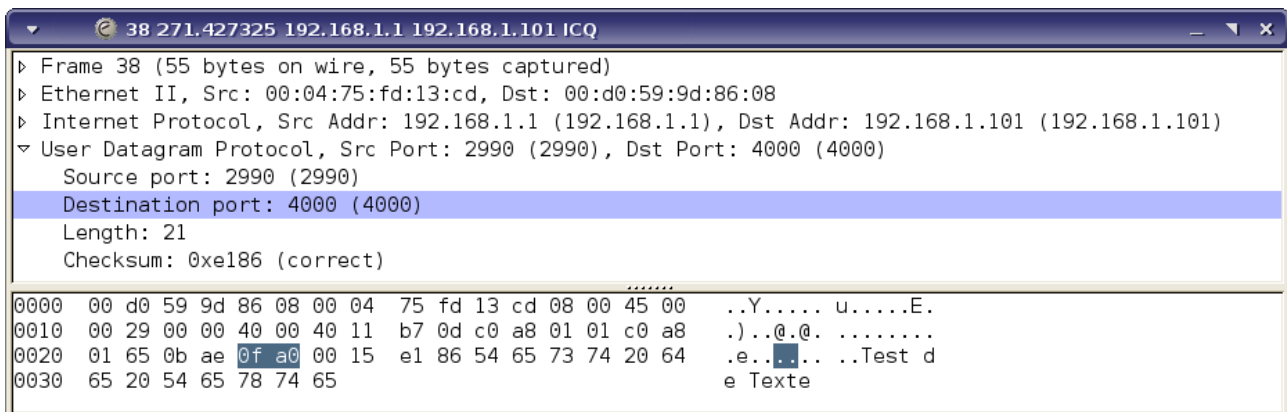 38 271.427325 192.168.1.1 192.168.1.101 ICQ
Frame 38 (55 bytes on wire, 55 bytes captured)
Ethernet II, Src: 00:04:75:fd:13:cd, Dst: 00:d0:59:9d:86:08
Internet Protocol, Src Addr: 192.168.1.1 (192.168.1.1), Dst Addr: 192.168.1.101 (192.168.1.101)
User Datagram Protocol, Src Port: 2990 (2990), Dst Port: 4000 (4000)
Source port: 2990 (2990)
Destination port: 4000 (4000)
Length: 21
Checksum: 0xe186 (correct)
0000 00 d0 59 9d 86 08 00 04 75 fd 13 cd 08 00 45 00 ..Y..... u.....E.
0010 00 29 00 00 40 00 40 11 b7 0d c0 a8 01 01 c0 a8 .)..@.@. ........
0020 01 65 0b ae 0f a0 00 15 e1 86 54 65 73 74 20 64 .e...... ..Test d
0030 65 20 54 65 78 74 65 e Texte